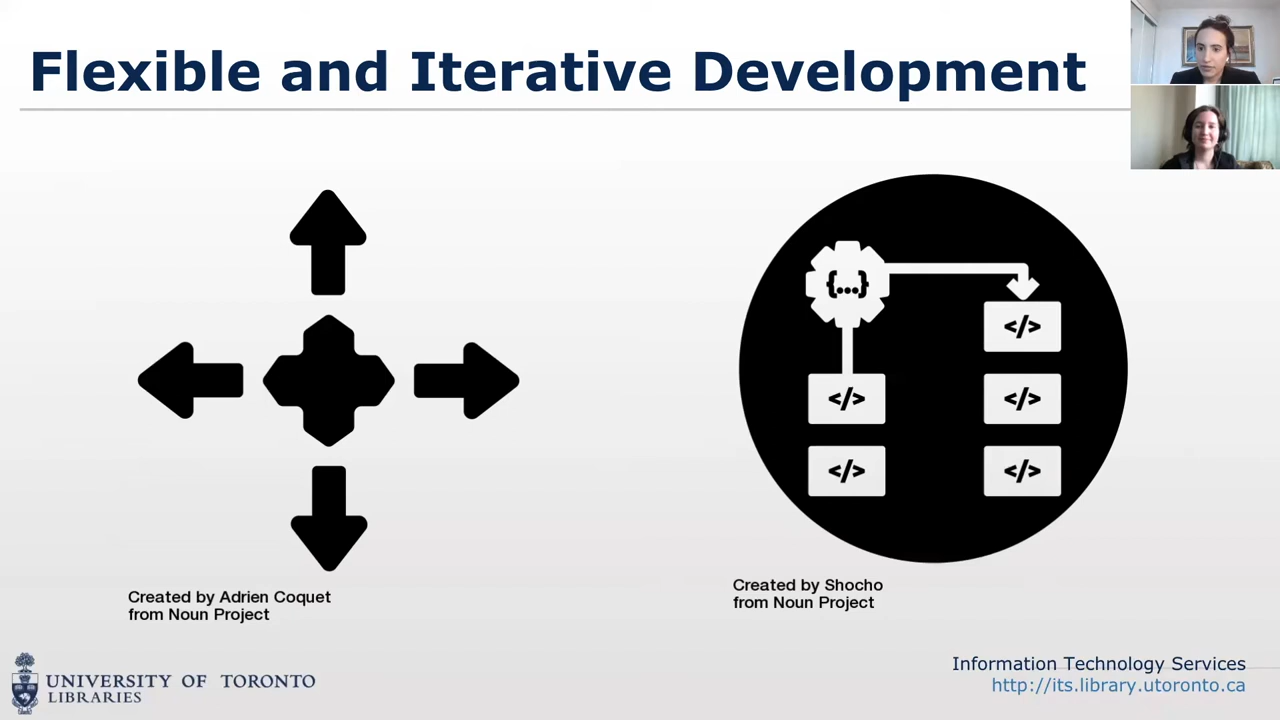 Flexible and Iterative Development
{...}
</>
</>
</>
</>
</>
Created by Adrien Coquet
from Noun Project
Created by Shocho
from Noun Project
UNIVERSITY OF TORONTO
LIBRARIES
Information Technology Services
http://its.library.utoronto.ca